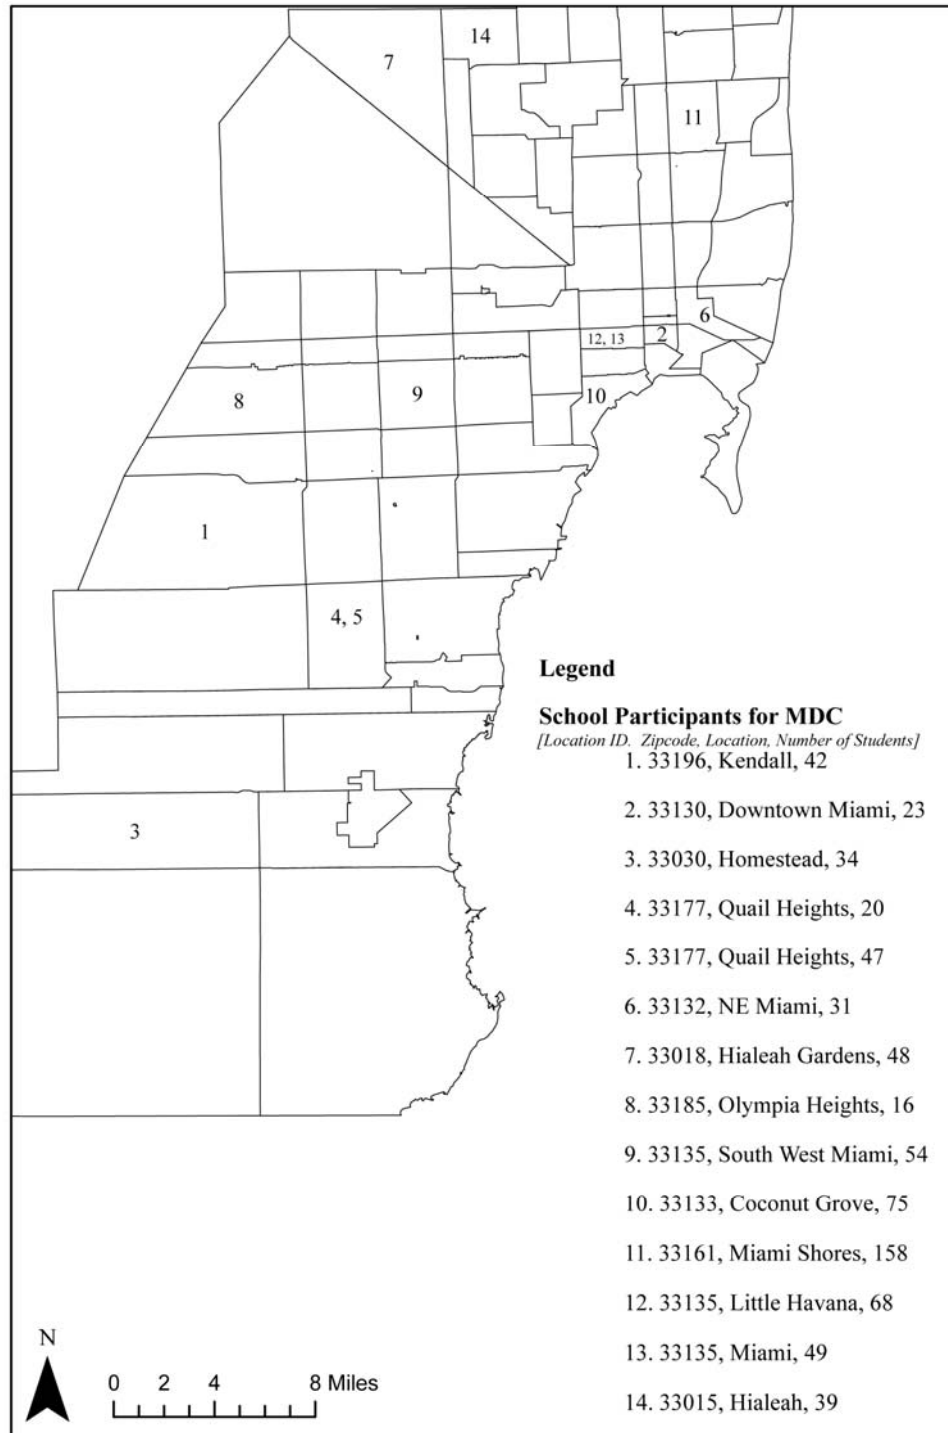 14
7
11
6
12, 13
2
8
9
10
1
4, 5
3
Legend
School Participants for MDC
[Location ID. Zipcode, Location, Number of Students]
1. 33196, Kendall, 42
2. 33130, Downtown Miami, 23
3. 33030, Homestead, 34
4. 33177, Quail Heights, 20
5. 33177, Quail Heights, 47
6. 33132, NE Miami, 31
7. 33018, Hialeah Gardens, 48
8. 33185, Olympia Heights, 16
9. 33135, South West Miami, 54
10. 33133, Coconut Grove, 75
11. 33161, Miami Shores, 158
12. 33135, Little Havana, 68
13. 33135, Miami, 49
14. 33015, Hialeah, 39
N
0 2 4 8 Miles